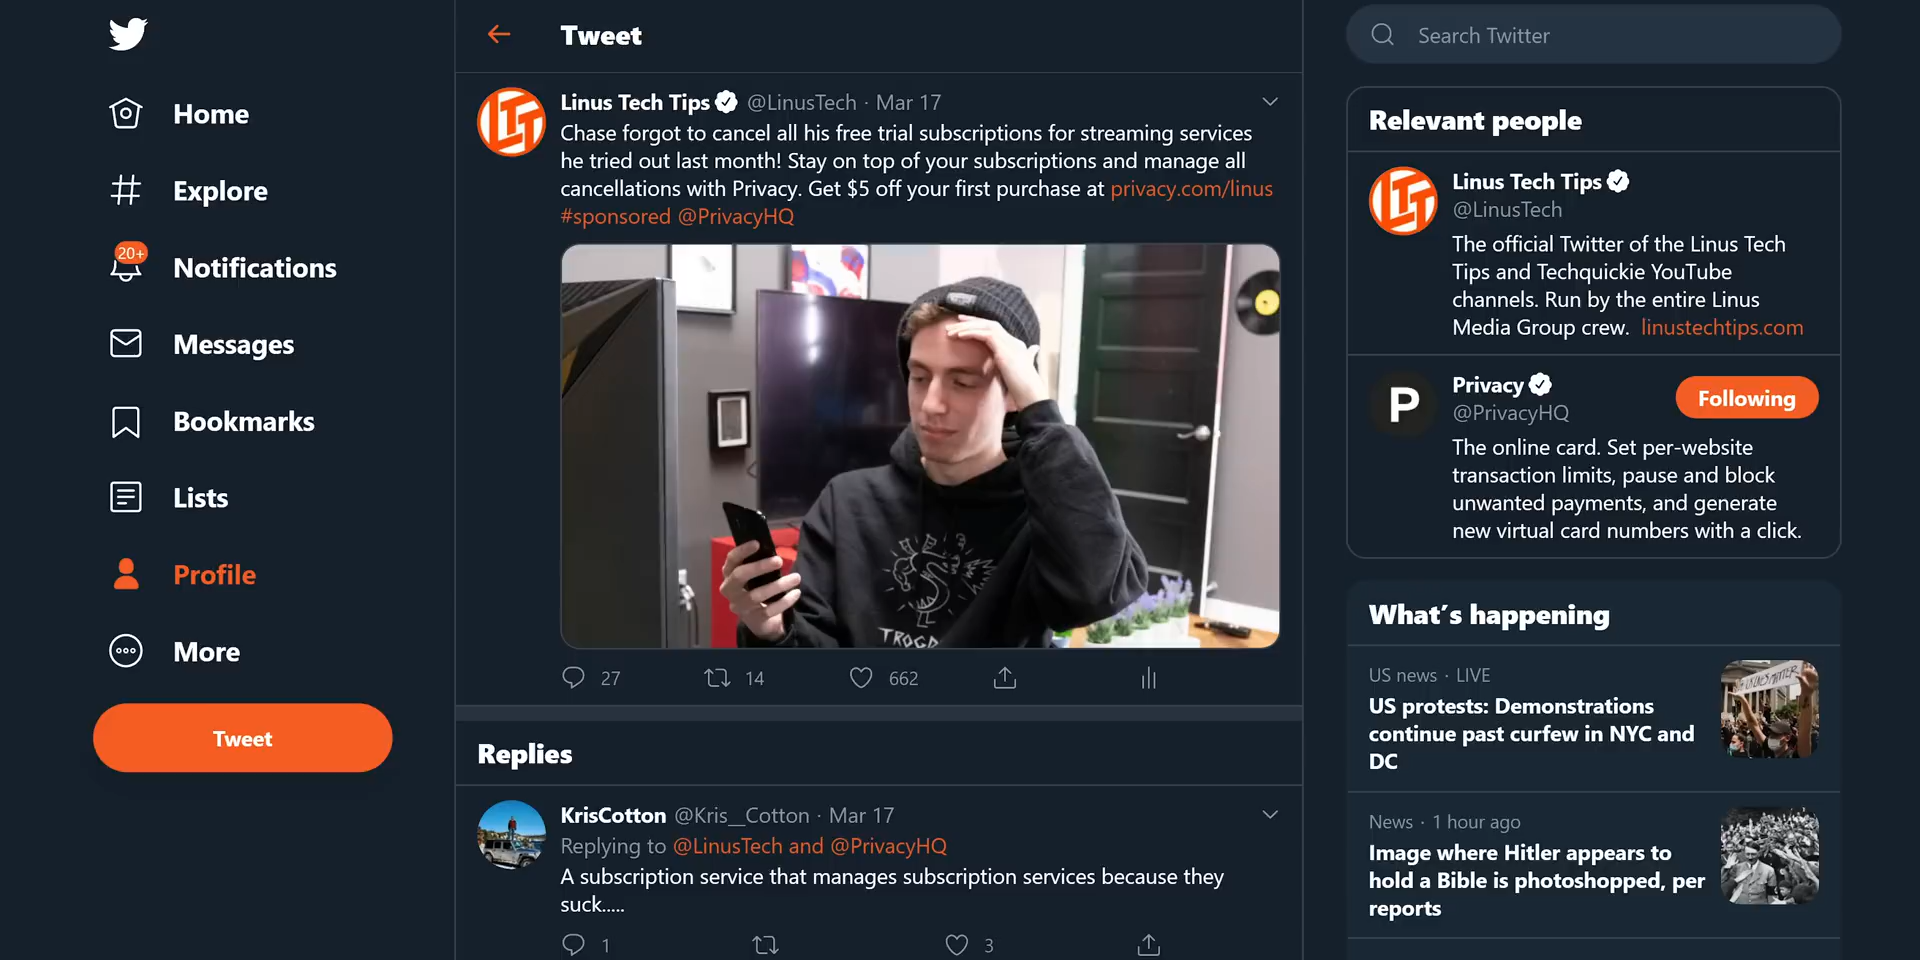 Home
Explore
20+
Notifications
Messages
Bookmarks
Lists
Profile
More
Tweet
Tweet
Linus Tech Tips @LinusTech · Mar 17
Chase forgot to cancel all his free trial subscriptions for streaming services
he tried out last month! Stay on top of your subscriptions and manage all
cancellations with Privacy. Get $5 off your first purchase at privacy.com/linus
#sponsored @PrivacyHQ
TROGD
27 14 662
Replies
KrisCotton @Kris__Cotton · Mar 17
Replying to @LinusTech and @PrivacyHQ
A subscription service that manages subscription services because they
suck.....
1 3
Search Twitter
Relevant people
Linus Tech Tips
@LinusTech
The official Twitter of the Linus Tech
Tips and Techquickie YouTube
channels. Run by the entire Linus
Media Group crew. linustechtips.com
P
Privacy
@PrivacyHQ
Following
The online card. Set per-website
transaction limits, pause and block
unwanted payments, and generate
new virtual card numbers with a click.
What's happening
US news · LIVE
US protests: Demonstrations
continue past curfew in NYC and
DC
News · 1 hour ago
Image where Hitler appears to
hold a Bible is photoshopped, per
reports